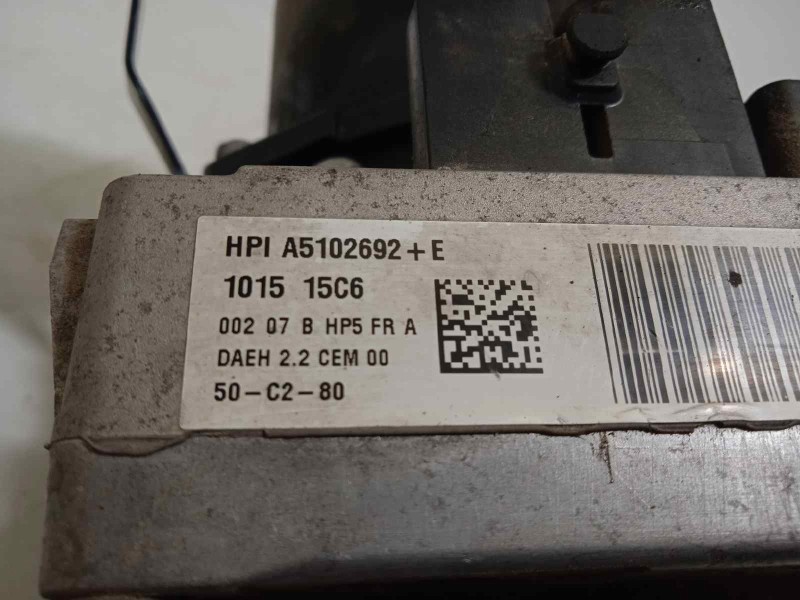 HPI A5102692+E
1015 15C6
002 07 B HP5 FR A
DAEH 2.2 CEM 00
50-C2-80